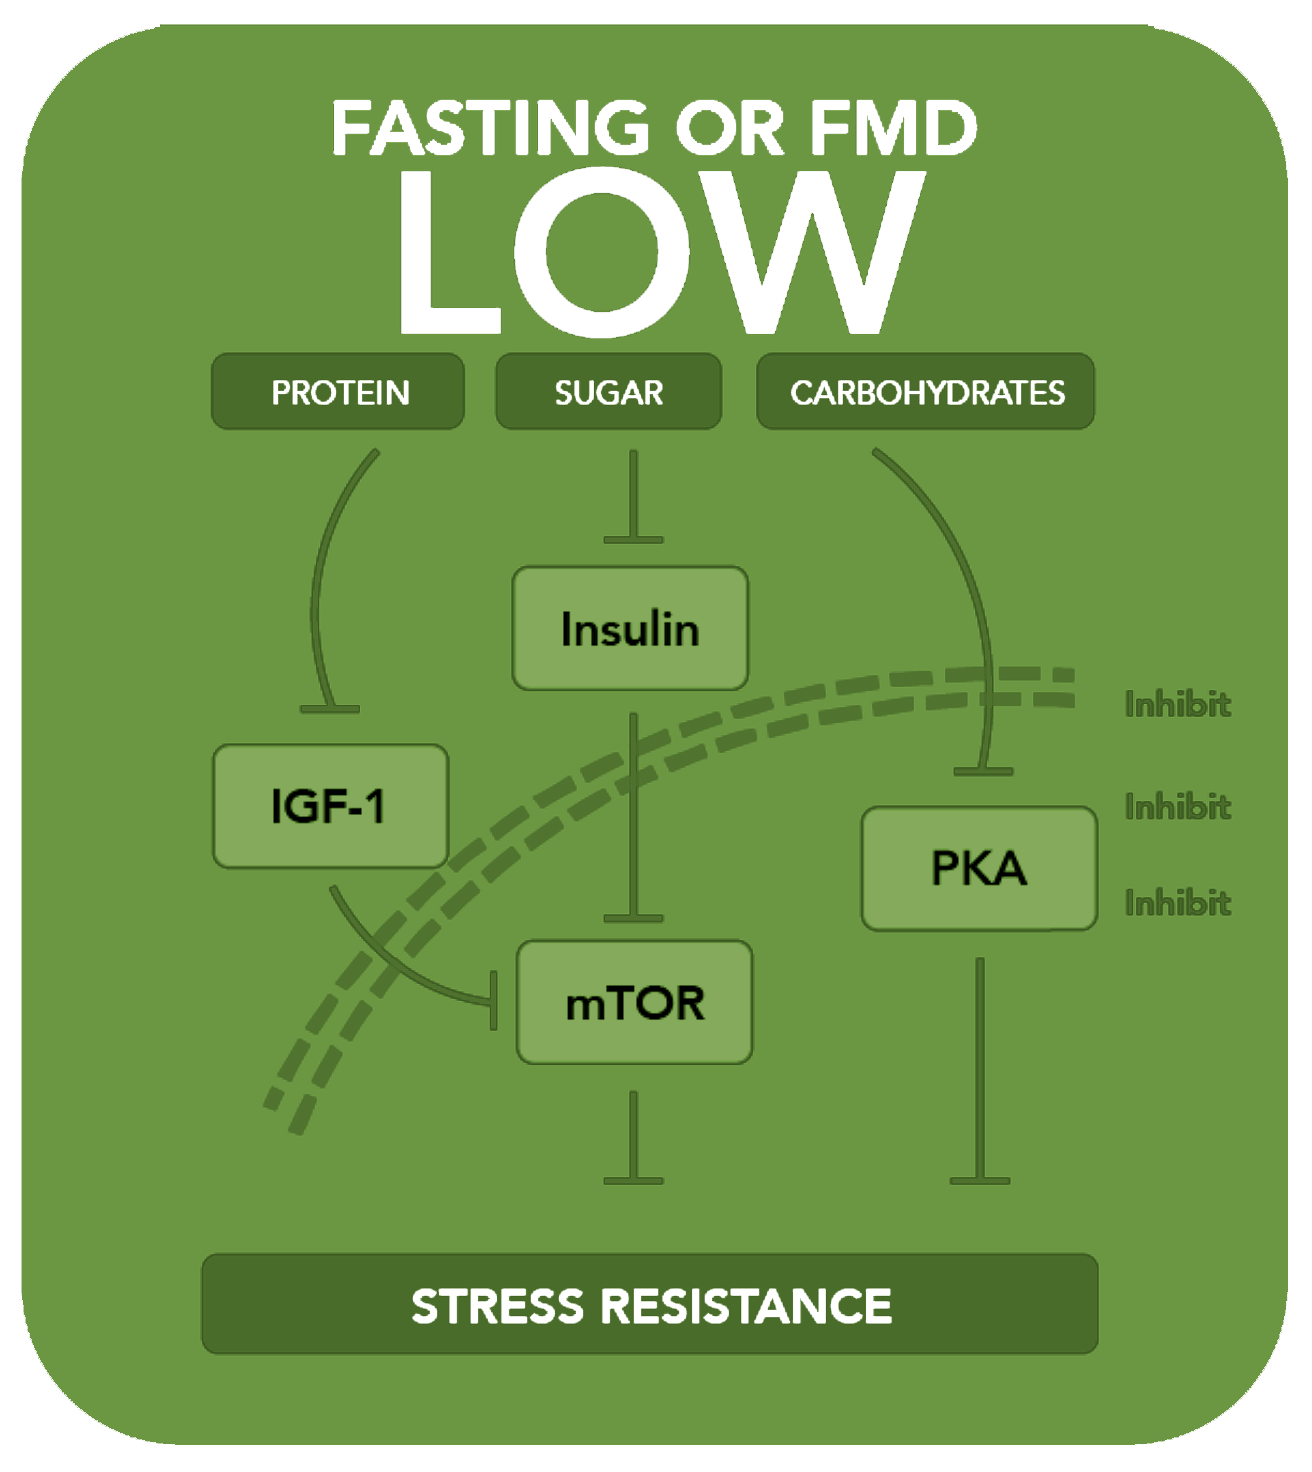 FASTING OR FMD
LOW
PROTEIN
SUGAR
CARBOHYDRATES
Insulin
Inhibit
IGF-1
Inhibit
PKA
Inhibit
mTOR
STRESS RESISTANCE